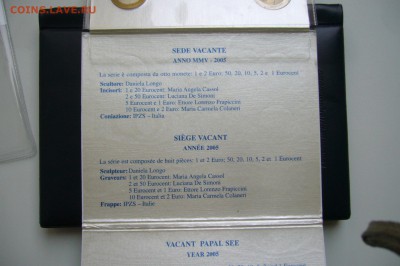 COINS.LAVE.RU
SEDE VACANTE
ANNO MMV - 2005
La serie è composta da otto monete: 1 e 2 Euro; 50, 20, 10, 5, 2 e 1 Eurocent
Scultore: Daniela Longo
Incisori: 1 e 20 Eurocent: Maria Angela Cassol
2 e 50 Eurocent: Luciana De Simoni
5 Eurocent e 1 Euro: Ettore Lorenzo Frapiccini
10 Eurocent e 2 Euro: Maria Carmela Colaneri
Coniazione: IPZS - Italia
SIÈGE VACANT
ANNÉE 2005
La série est composée de huit pièces: 1 et 2 Euro; 50, 20, 10, 5, 2 et 1 Eurocent
Sculpteur: Daniela Longo
Graveurs: 1 et 20 Eurocent: Maria Angela Cassol
2 et 50 Eurocent: Luciana De Simoni
5 Eurocent et 1 Euro: Ettore Lorenzo Frapiccini
10 Eurocent et 2 Euro: Maria Carmela Colaneri
Frappe: IPZS - Italie
VACANT PAPAL SEE
YEAR 2005